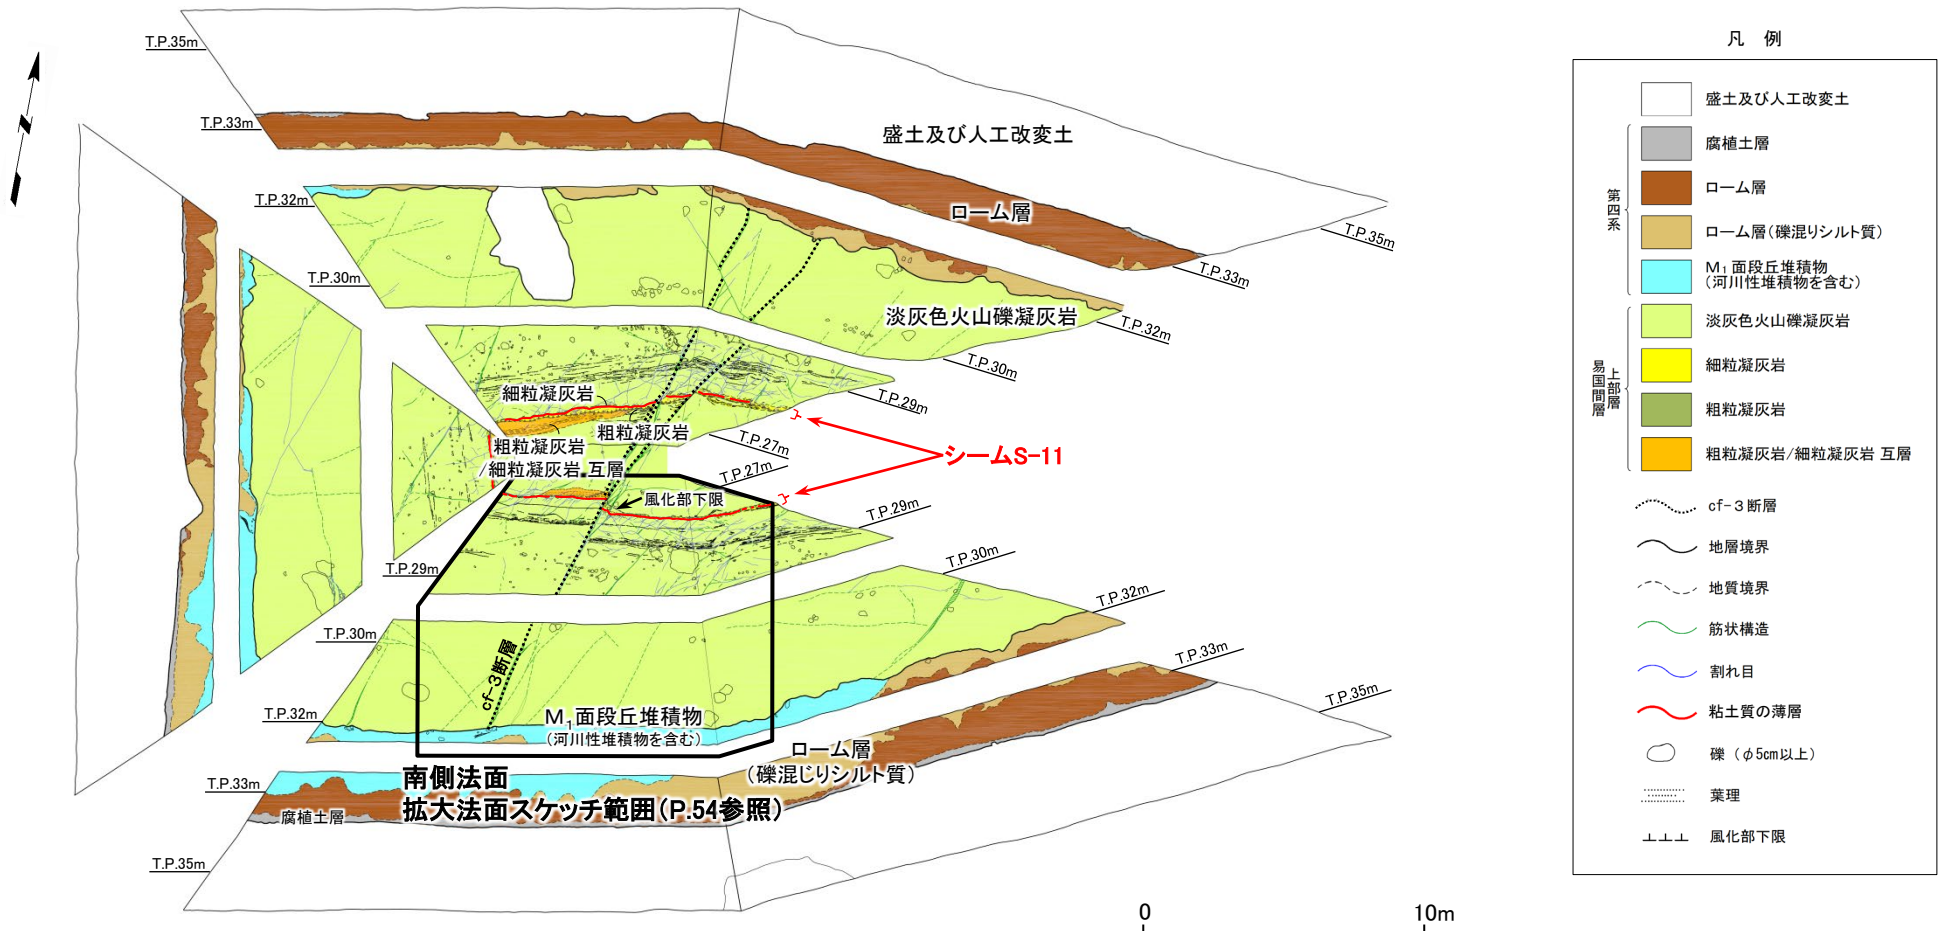 T.P.35m
T.P.33m
盛土及び人工改変土
ローム層
T.P.35m
T.P.33m
T.P.32m
T.P.30m
淡灰色火山礫凝灰岩
T.P.32m
T.P.30m
T.P.29m
細粒凝灰岩
粗粒凝灰岩
粗粒凝灰岩
/細粒凝灰岩 互層
T.P.27m
T.P.27m
シームS-11
風化部下限
T.P.29m
T.P.29m
T.P.30m
T.P.32m
T.P.30m
cf-3断層
T.P.32m
M₁面段丘堆積物
(河川性堆積物を含む)
T.P.33m
T.P.35m
ローム層
(礫混じりシルト質)
南側法面
拡大法面スケッチ範囲(P.54参照)
T.P.33m
腐植土層
T.P.35m
0
10m
凡 例
盛土及び人工改変土
第四系
腐植土層
ローム層
ローム層(礫混りシルト質)
M₁面段丘堆積物
(河川性堆積物を含む)
易国間層
上部層
淡灰色火山礫凝灰岩
細粒凝灰岩
粗粒凝灰岩
粗粒凝灰岩/細粒凝灰岩 互層
cf-3断層
地層境界
地質境界
筋状構造
割れ目
粘土質の薄層
礫(φ5cm以上)
葉理
風化部下限